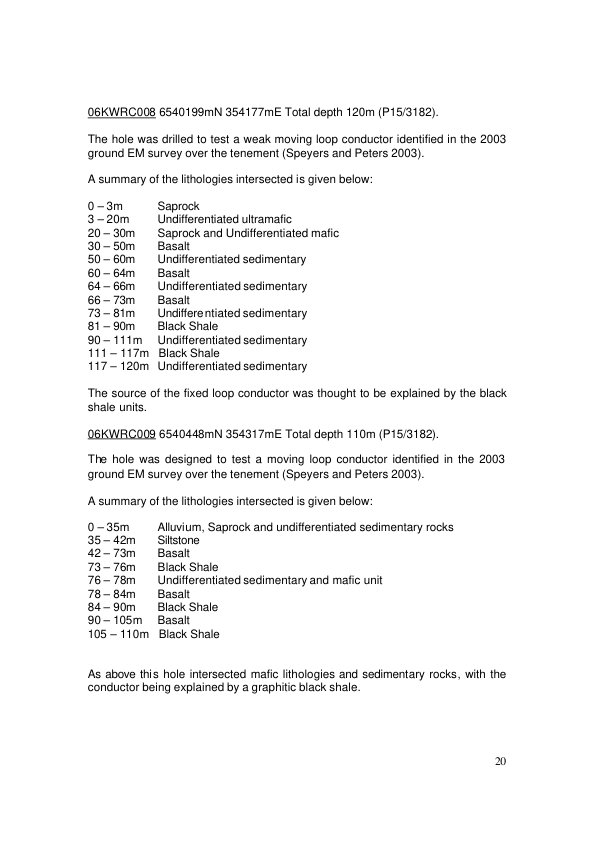 06KWRC008 6540199mN 354177mE Total depth 120m (P15/3182).
The hole was drilled to test a weak moving loop conductor identified in the 2003
ground EM survey over the tenement (Speyers and Peters 2003).
A summary of the lithologies intersected is given below:
0 – 3m Saprock
3 – 20m Undifferentiated ultramafic
20 – 30m Saprock and Undifferentiated mafic
30 – 50m Basalt
50 – 60m Undifferentiated sedimentary
60 – 64m Basalt
64 – 66m Undifferentiated sedimentary
66 – 73m Basalt
73 – 81m Undifferentiated sedimentary
81 – 90m Black Shale
90 – 111m Undifferentiated sedimentary
111 – 117m Black Shale
117 – 120m Undifferentiated sedimentary
The source of the fixed loop conductor was thought to be explained by the black
shale units.
06KWRC009 6540448mN 354317mE Total depth 110m (P15/3182).
The hole was designed to test a moving loop conductor identified in the 2003
ground EM survey over the tenement (Speyers and Peters 2003).
A summary of the lithologies intersected is given below:
0 – 35m Alluvium, Saprock and undifferentiated sedimentary rocks
35 – 42m Siltstone
42 – 73m Basalt
73 – 76m Black Shale
76 – 78m Undifferentiated sedimentary and mafic unit
78 – 84m Basalt
84 – 90m Black Shale
90 – 105m Basalt
105 – 110m Black Shale
As above this hole intersected mafic lithologies and sedimentary rocks, with the
conductor being explained by a graphitic black shale.
20